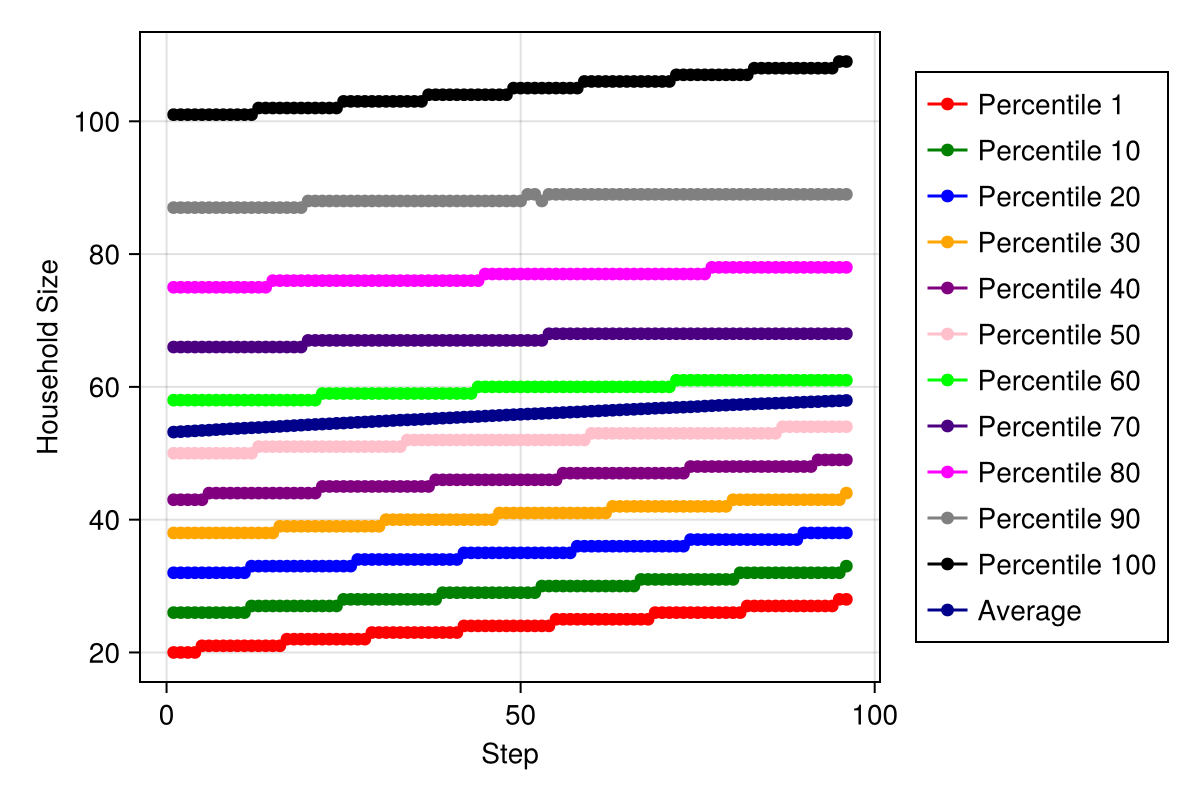 Household Size
100
80
60
40
20
0
50
100
Step
Percentile 1
Percentile 10
Percentile 20
Percentile 30
Percentile 40
Percentile 50
Percentile 60
Percentile 70
Percentile 80
Percentile 90
Percentile 100
Average